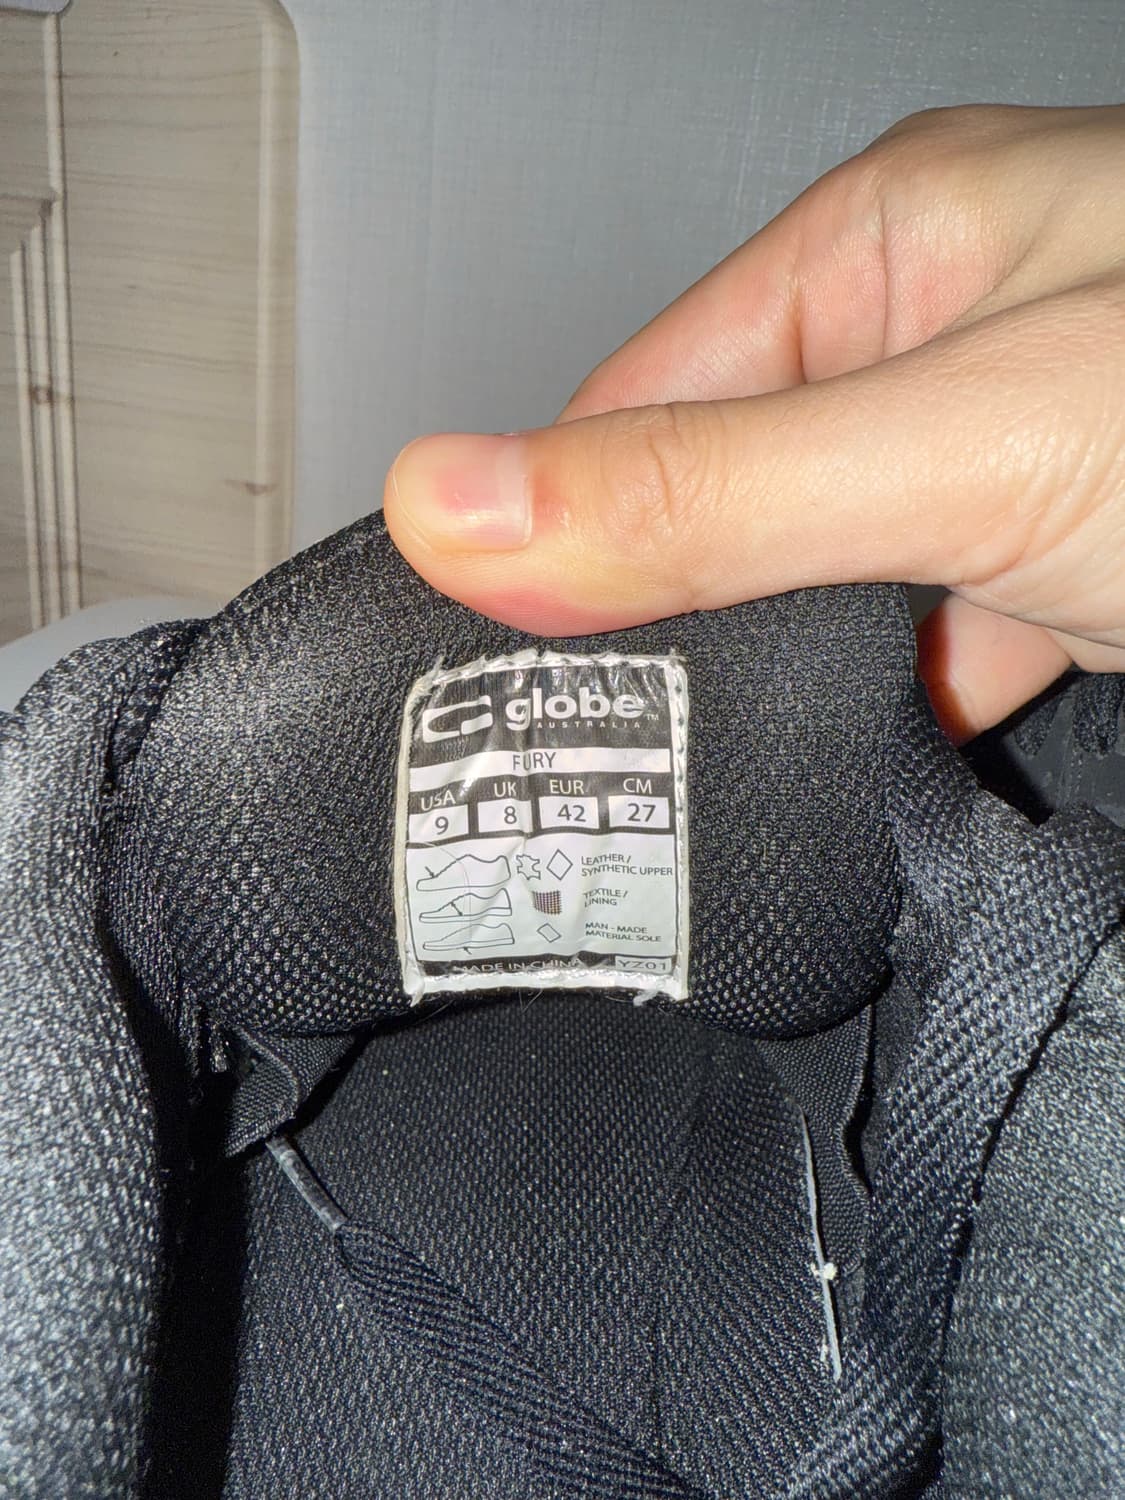 globe™
AUSTRALIA
FURY
USA UK EUR CM
9 8 42 27
LEATHER /
SYNTHETIC UPPER
TEXTILE /
LINING
MAN - MADE
MATERIAL SOLE
MADE IN CHINA YZ01